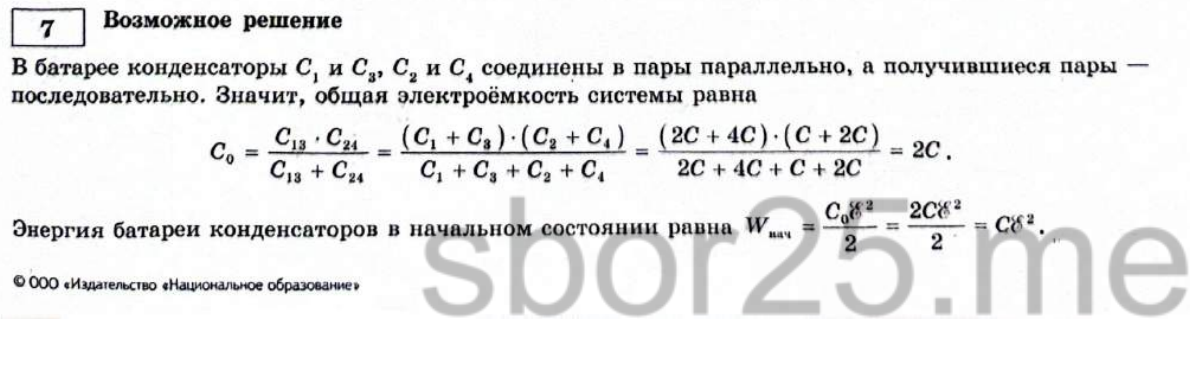 7 Возможное решение
В батарее конденсаторы C₁ и C₃, C₂ и C₄ соединены в пары параллельно, а получившиеся пары —
последовательно. Значит, общая электроёмкость системы равна
C₀ = (C₁₃ · C₂₄)/(C₁₃ + C₂₄) = ((C₁ + C₃) · (C₂ + C₄))/(C₁ + C₃ + C₂ + C₄) = ((2C + 4C) · (C + 2C))/(2C + 4C + C + 2C) = 2C.
Энергия батареи конденсаторов в начальном состоянии равна Wнач = C₀ℰ²/2 = 2Cℰ²/2 = Cℰ².
© ООО «Издательство «Национальное образование»
sbor25.me